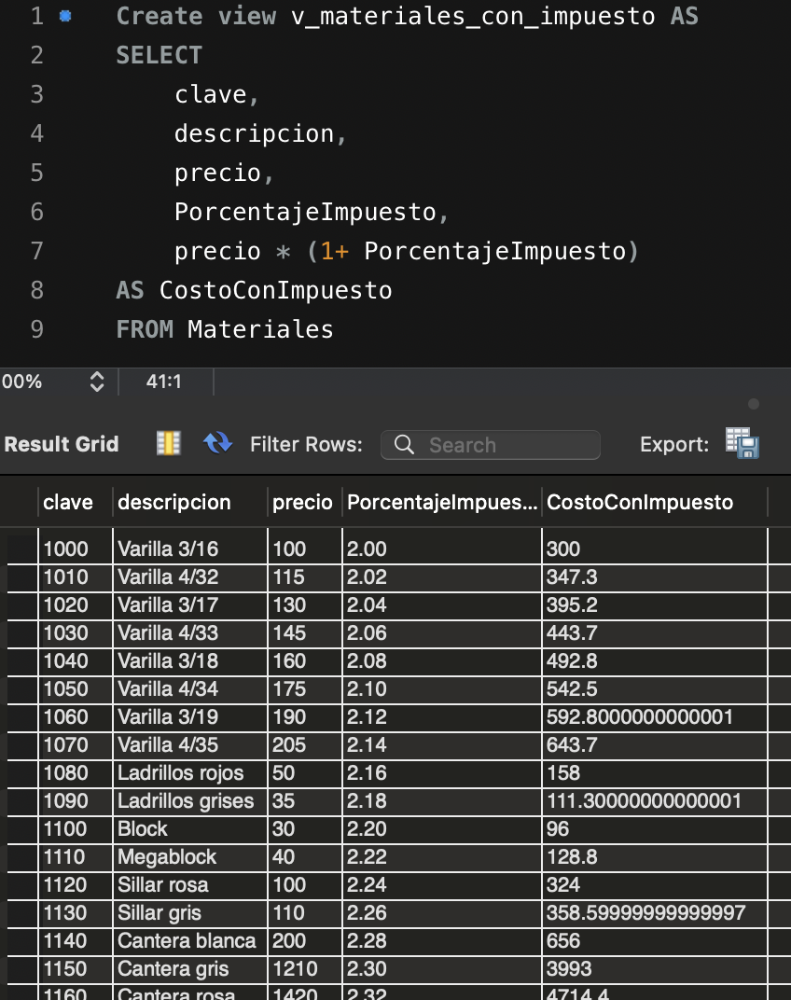 1 Create view v_materiales_con_impuesto AS
2 SELECT
3 clave,
4 descripcion,
5 precio,
6 PorcentajeImpuesto,
7 precio * (1+ PorcentajeImpuesto)
8 AS CostoConImpuesto
9 FROM Materiales
00% 41:1
Result Grid Filter Rows: Search Export:
clave descripcion precio PorcentajeImpues... CostoConImpuesto
1000 Varilla 3/16 100 2.00 300
1010 Varilla 4/32 115 2.02 347.3
1020 Varilla 3/17 130 2.04 395.2
1030 Varilla 4/33 145 2.06 443.7
1040 Varilla 3/18 160 2.08 492.8
1050 Varilla 4/34 175 2.10 542.5
1060 Varilla 3/19 190 2.12 592.8000000000001
1070 Varilla 4/35 205 2.14 643.7
1080 Ladrillos rojos 50 2.16 158
1090 Ladrillos grises 35 2.18 111.30000000000001
1100 Block 30 2.20 96
1110 Megablock 40 2.22 128.8
1120 Sillar rosa 100 2.24 324
1130 Sillar gris 110 2.26 358.59999999999997
1140 Cantera blanca 200 2.28 656
1150 Cantera gris 1210 2.30 3993
1160 Cantera rosa 1420 2.32 4714.4